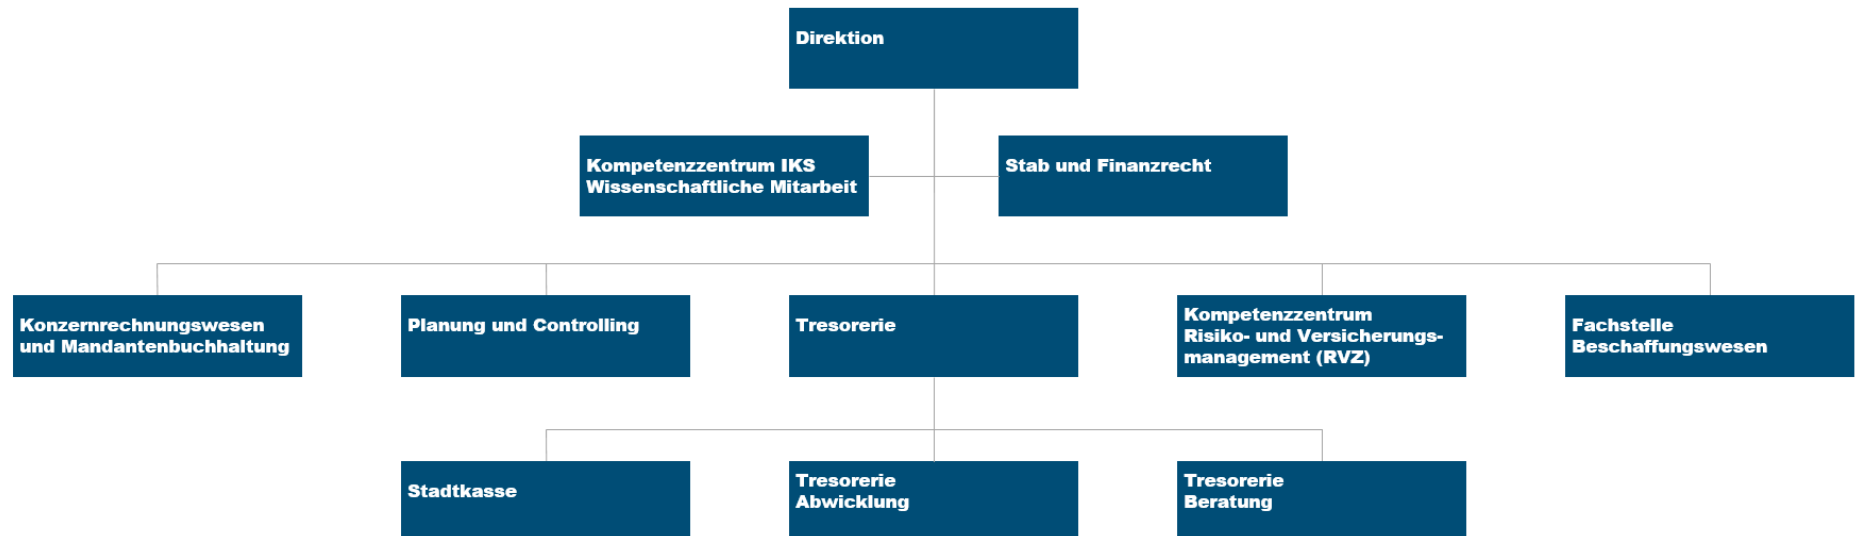 Direktion
Kompetenzzentrum IKS
Wissenschaftliche Mitarbeit
Stab und Finanzrecht
Konzernrechnungswesen
und Mandantenbuchhaltung
Planung und Controlling
Tresorerie
Kompetenzzentrum
Risiko- und Versicherungs-
management (RVZ)
Fachstelle
Beschaffungswesen
Stadtkasse
Tresorerie
Abwicklung
Tresorerie
Beratung